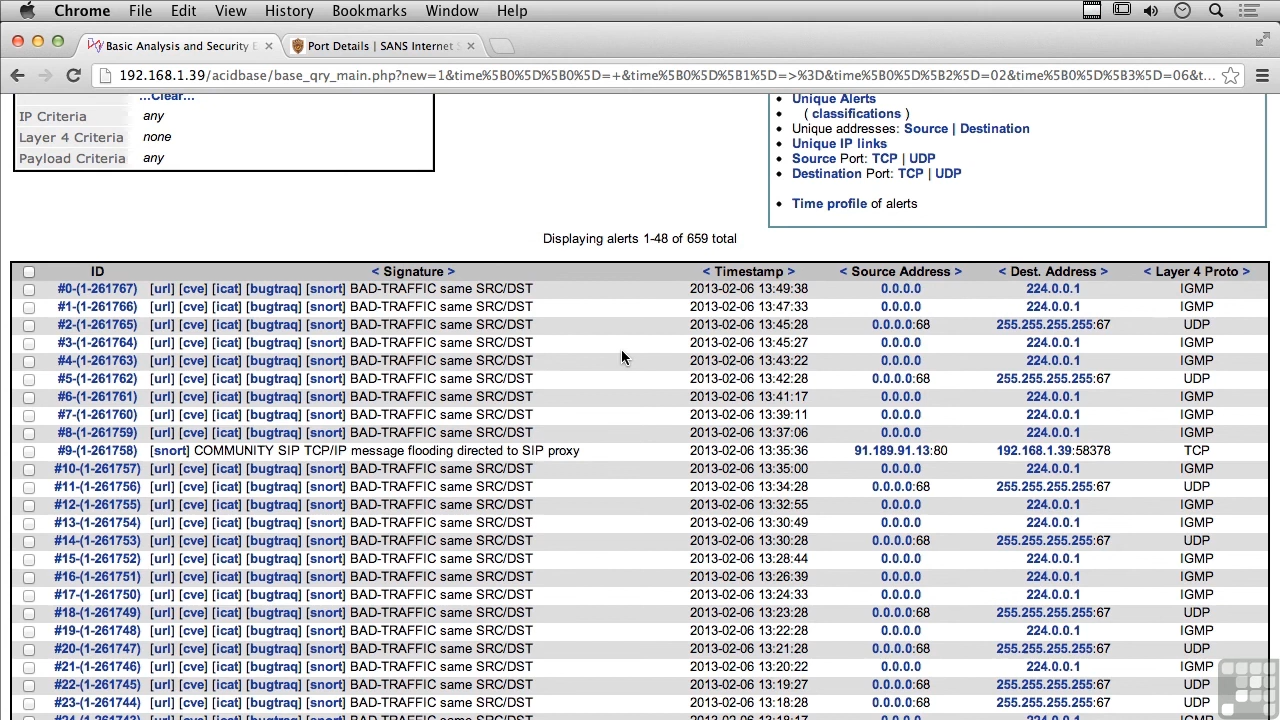 Chrome File Edit View History Bookmarks Window Help
Basic Analysis and Security E Port Details | SANS Internet S
192.168.1.39/acidbase/base_qry_main.php?new=1&time%5B0%5D%5B0%5D=+&time%5B0%5D%5B1%5D=>%3D&time%5B0%5D%5B2%5D=02&time%5B0%5D%5B3%5D=06&t...
...Clear...
IP Criteria any
Layer 4 Criteria none
Payload Criteria any
Unique Alerts
( classifications )
Unique addresses: Source | Destination
Unique IP links
Source Port: TCP | UDP
Destination Port: TCP | UDP
Time profile of alerts
Displaying alerts 1-48 of 659 total
ID < Signature > < Timestamp > < Source Address > < Dest. Address > < Layer 4 Proto >
#0-(1-261767) [url] [cve] [icat] [bugtraq] [snort] BAD-TRAFFIC same SRC/DST 2013-02-06 13:49:38 0.0.0.0 224.0.0.1 IGMP
#1-(1-261766) [url] [cve] [icat] [bugtraq] [snort] BAD-TRAFFIC same SRC/DST 2013-02-06 13:47:33 0.0.0.0 224.0.0.1 IGMP
#2-(1-261765) [url] [cve] [icat] [bugtraq] [snort] BAD-TRAFFIC same SRC/DST 2013-02-06 13:45:28 0.0.0.0:68 255.255.255.255:67 UDP
#3-(1-261764) [url] [cve] [icat] [bugtraq] [snort] BAD-TRAFFIC same SRC/DST 2013-02-06 13:45:27 0.0.0.0 224.0.0.1 IGMP
#4-(1-261763) [url] [cve] [icat] [bugtraq] [snort] BAD-TRAFFIC same SRC/DST 2013-02-06 13:43:22 0.0.0.0 224.0.0.1 IGMP
#5-(1-261762) [url] [cve] [icat] [bugtraq] [snort] BAD-TRAFFIC same SRC/DST 2013-02-06 13:42:28 0.0.0.0:68 255.255.255.255:67 UDP
#6-(1-261761) [url] [cve] [icat] [bugtraq] [snort] BAD-TRAFFIC same SRC/DST 2013-02-06 13:41:17 0.0.0.0 224.0.0.1 IGMP
#7-(1-261760) [url] [cve] [icat] [bugtraq] [snort] BAD-TRAFFIC same SRC/DST 2013-02-06 13:39:11 0.0.0.0 224.0.0.1 IGMP
#8-(1-261759) [url] [cve] [icat] [bugtraq] [snort] BAD-TRAFFIC same SRC/DST 2013-02-06 13:37:06 0.0.0.0 224.0.0.1 IGMP
#9-(1-261758) [snort] COMMUNITY SIP TCP/IP message flooding directed to SIP proxy 2013-02-06 13:35:36 91.189.91.13:80 192.168.1.39:58378 TCP
#10-(1-261757) [url] [cve] [icat] [bugtraq] [snort] BAD-TRAFFIC same SRC/DST 2013-02-06 13:35:00 0.0.0.0 224.0.0.1 IGMP
#11-(1-261756) [url] [cve] [icat] [bugtraq] [snort] BAD-TRAFFIC same SRC/DST 2013-02-06 13:34:28 0.0.0.0:68 255.255.255.255:67 UDP
#12-(1-261755) [url] [cve] [icat] [bugtraq] [snort] BAD-TRAFFIC same SRC/DST 2013-02-06 13:32:55 0.0.0.0 224.0.0.1 IGMP
#13-(1-261754) [url] [cve] [icat] [bugtraq] [snort] BAD-TRAFFIC same SRC/DST 2013-02-06 13:30:49 0.0.0.0 224.0.0.1 IGMP
#14-(1-261753) [url] [cve] [icat] [bugtraq] [snort] BAD-TRAFFIC same SRC/DST 2013-02-06 13:30:28 0.0.0.0:68 255.255.255.255:67 UDP
#15-(1-261752) [url] [cve] [icat] [bugtraq] [snort] BAD-TRAFFIC same SRC/DST 2013-02-06 13:28:44 0.0.0.0 224.0.0.1 IGMP
#16-(1-261751) [url] [cve] [icat] [bugtraq] [snort] BAD-TRAFFIC same SRC/DST 2013-02-06 13:26:39 0.0.0.0 224.0.0.1 IGMP
#17-(1-261750) [url] [cve] [icat] [bugtraq] [snort] BAD-TRAFFIC same SRC/DST 2013-02-06 13:24:33 0.0.0.0 224.0.0.1 IGMP
#18-(1-261749) [url] [cve] [icat] [bugtraq] [snort] BAD-TRAFFIC same SRC/DST 2013-02-06 13:23:28 0.0.0.0:68 255.255.255.255:67 UDP
#19-(1-261748) [url] [cve] [icat] [bugtraq] [snort] BAD-TRAFFIC same SRC/DST 2013-02-06 13:22:28 0.0.0.0 224.0.0.1 IGMP
#20-(1-261747) [url] [cve] [icat] [bugtraq] [snort] BAD-TRAFFIC same SRC/DST 2013-02-06 13:21:28 0.0.0.0:68 255.255.255.255:67 UDP
#21-(1-261746) [url] [cve] [icat] [bugtraq] [snort] BAD-TRAFFIC same SRC/DST 2013-02-06 13:20:22 0.0.0.0 224.0.0.1 IGMP
#22-(1-261745) [url] [cve] [icat] [bugtraq] [snort] BAD-TRAFFIC same SRC/DST 2013-02-06 13:19:27 0.0.0.0:68 255.255.255.255:67 UDP
#23-(1-261744) [url] [cve] [icat] [bugtraq] [snort] BAD-TRAFFIC same SRC/DST 2013-02-06 13:18:28 0.0.0.0:68 255.255.255.255:67 UDP